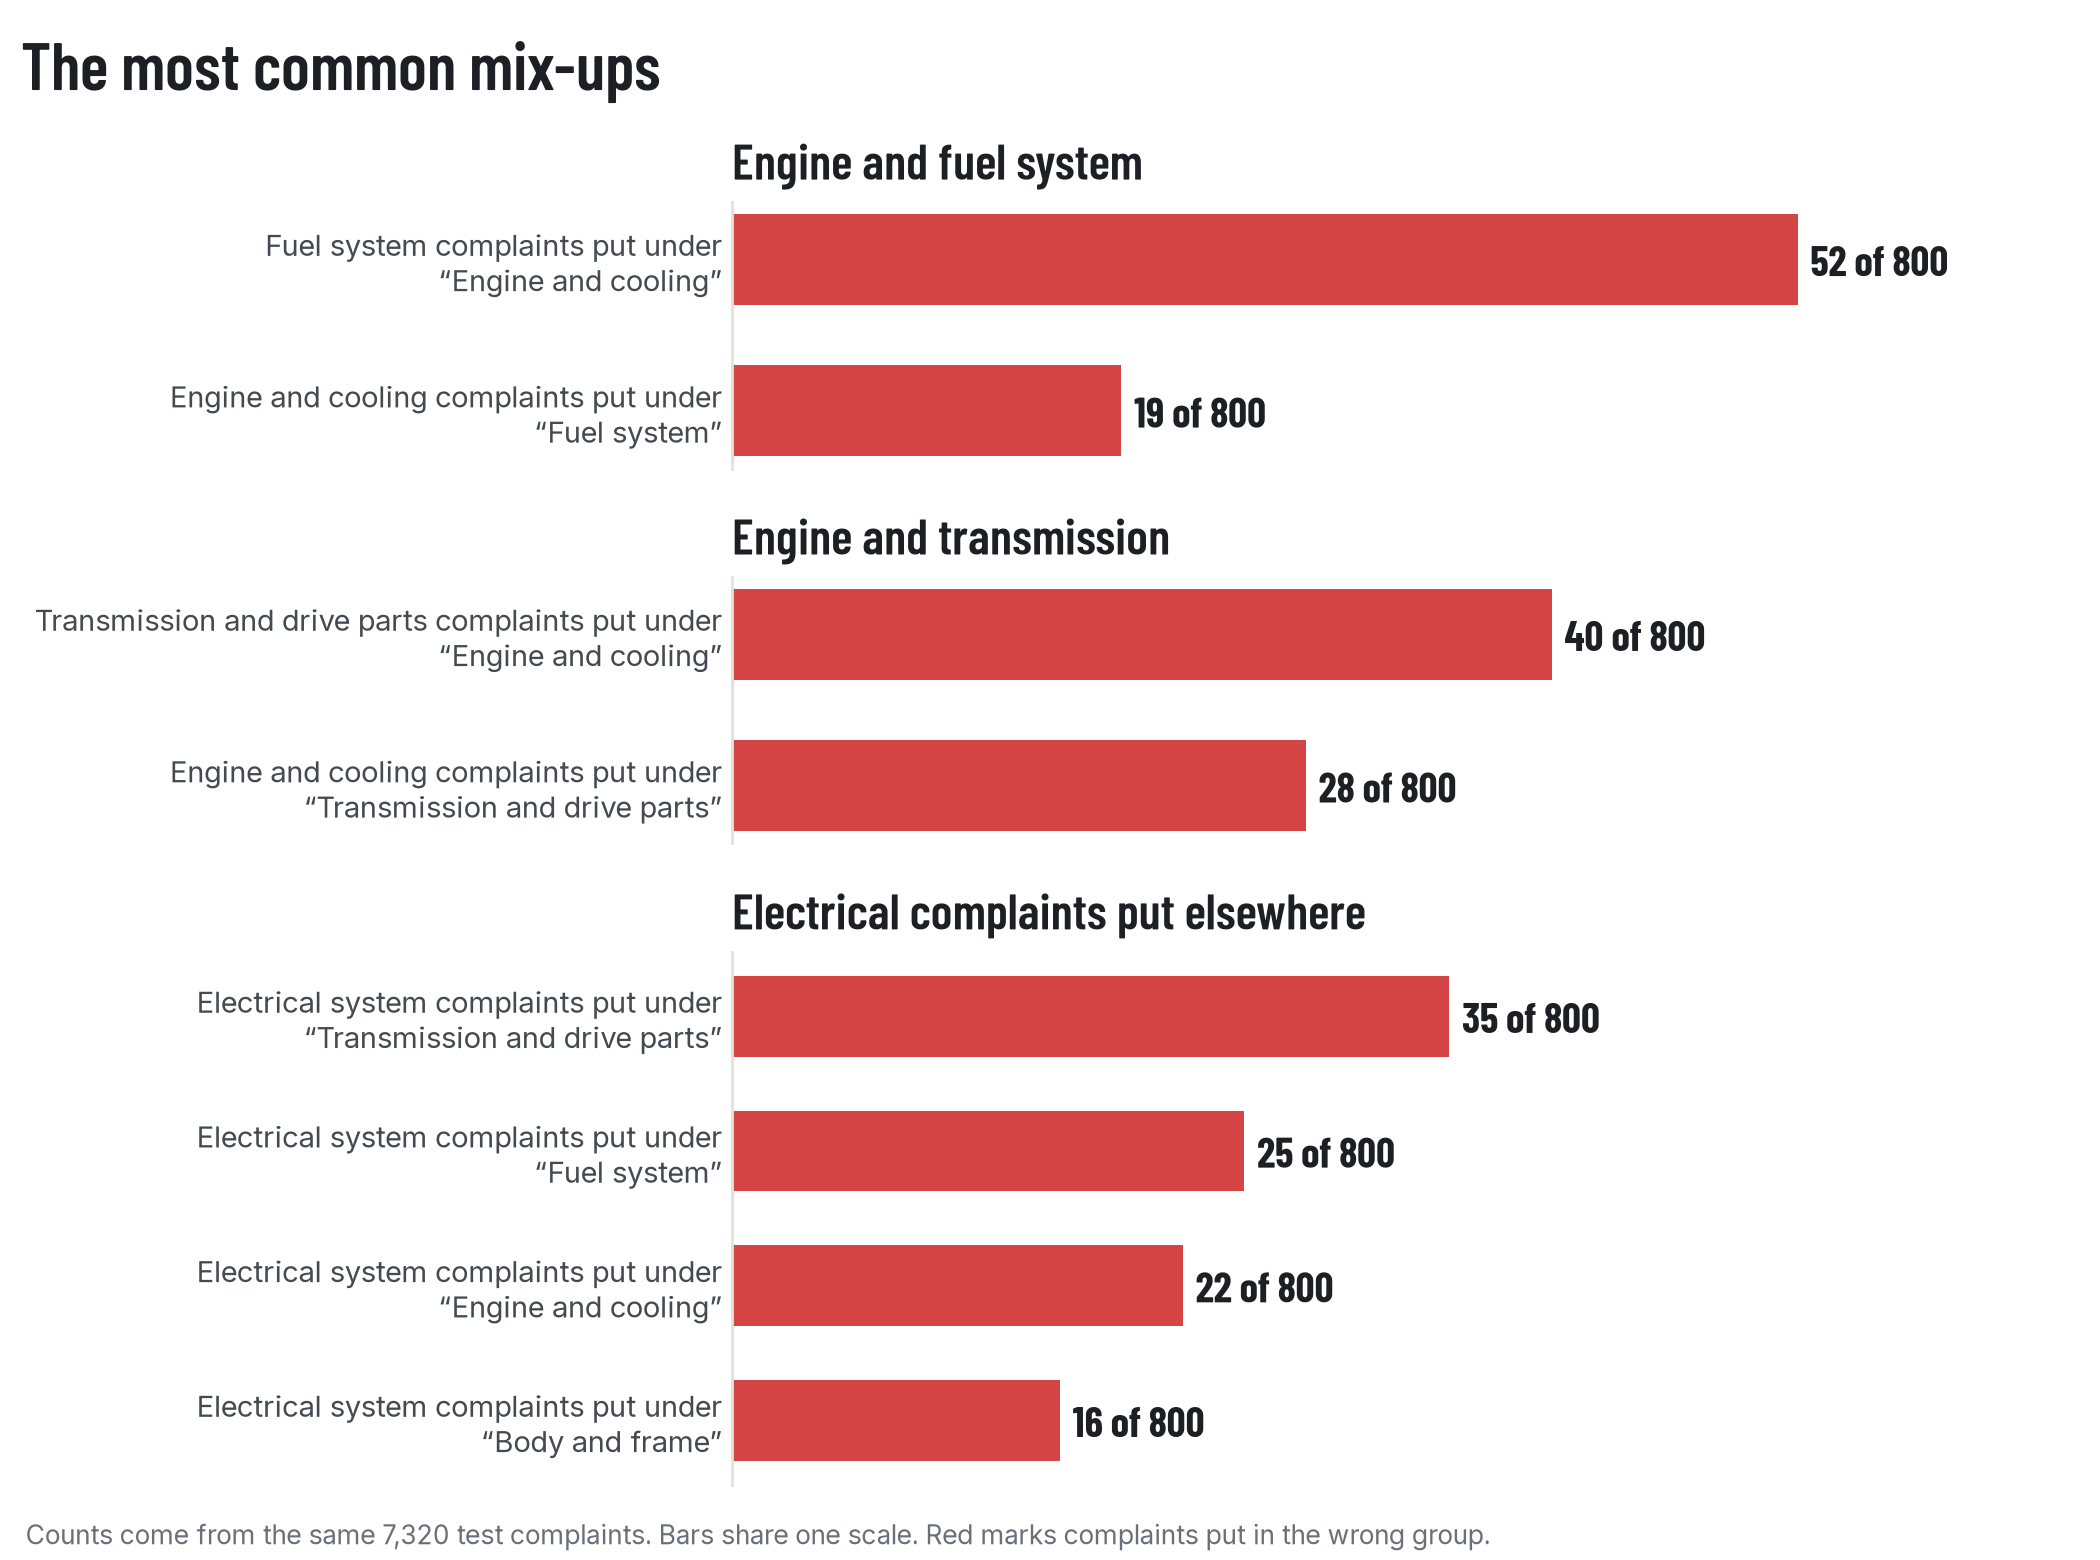 The most common mix-ups
Engine and fuel system
Fuel system complaints put under
“Engine and cooling”
52 of 800
Engine and cooling complaints put under
“Fuel system”
19 of 800
Engine and transmission
Transmission and drive parts complaints put under
“Engine and cooling”
40 of 800
Engine and cooling complaints put under
“Transmission and drive parts”
28 of 800
Electrical complaints put elsewhere
Electrical system complaints put under
“Transmission and drive parts”
35 of 800
Electrical system complaints put under
“Fuel system”
25 of 800
Electrical system complaints put under
“Engine and cooling”
22 of 800
Electrical system complaints put under
“Body and frame”
16 of 800
Counts come from the same 7,320 test complaints. Bars share one scale. Red marks complaints put in the wrong group.